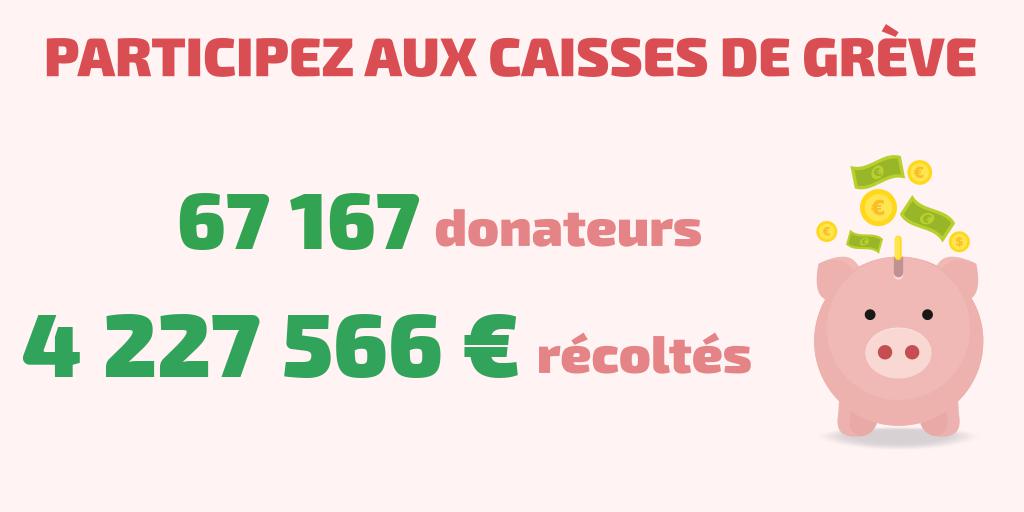 PARTICIPEZ AUX CAISSES DE GRÈVE
67 167 donateurs
4 227 566 € récoltés